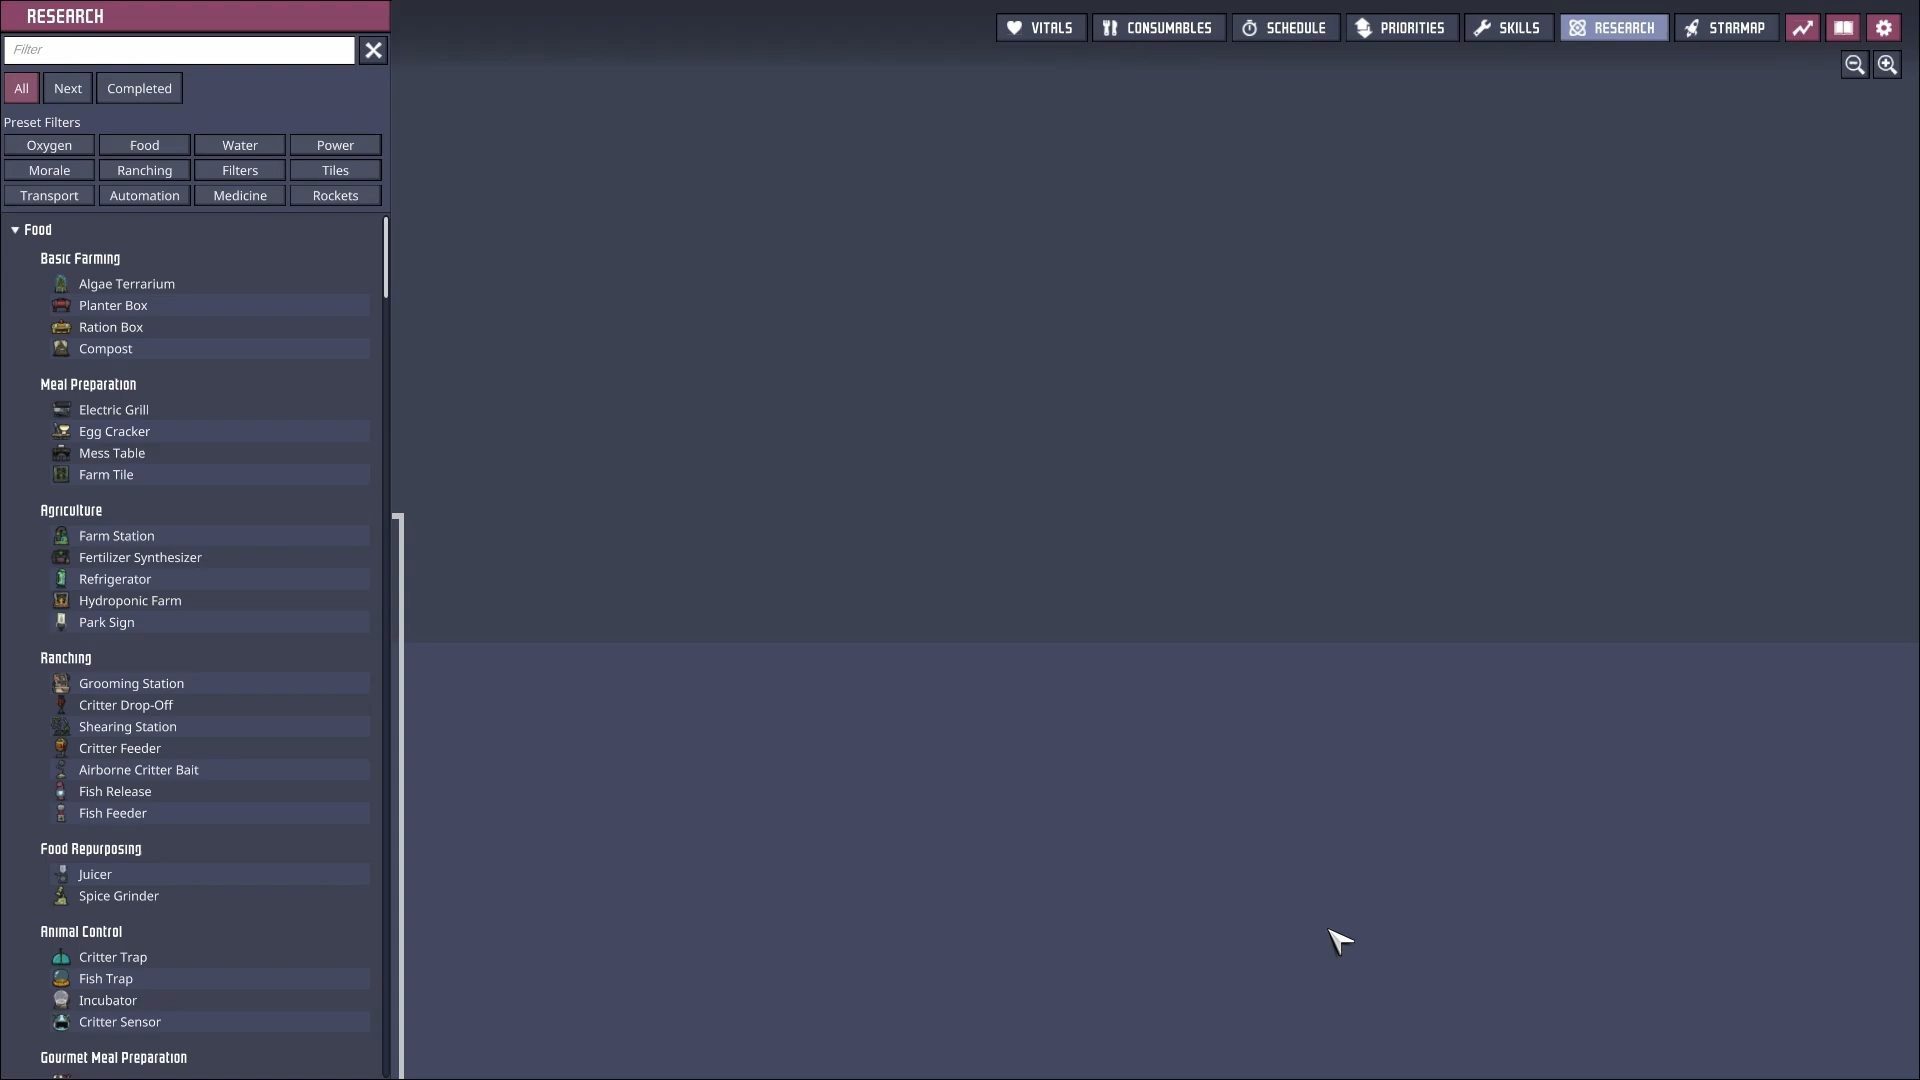 RESEARCH
VITALS
CONSUMABLES
SCHEDULE
PRIORITIES
SKILLS
RESEARCH
STARMAP
Filter
All
Next
Completed
Preset Filters
Oxygen
Food
Water
Power
Morale
Ranching
Filters
Tiles
Transport
Automation
Medicine
Rockets
Food
Basic Farming
Algae Terrarium
Planter Box
Ration Box
Compost
Meal Preparation
Electric Grill
Egg Cracker
Mess Table
Farm Tile
Agriculture
Farm Station
Fertilizer Synthesizer
Refrigerator
Hydroponic Farm
Park Sign
Ranching
Grooming Station
Critter Drop-Off
Shearing Station
Critter Feeder
Airborne Critter Bait
Fish Release
Fish Feeder
Food Repurposing
Juicer
Spice Grinder
Animal Control
Critter Trap
Fish Trap
Incubator
Critter Sensor
Gourmet Meal Preparation